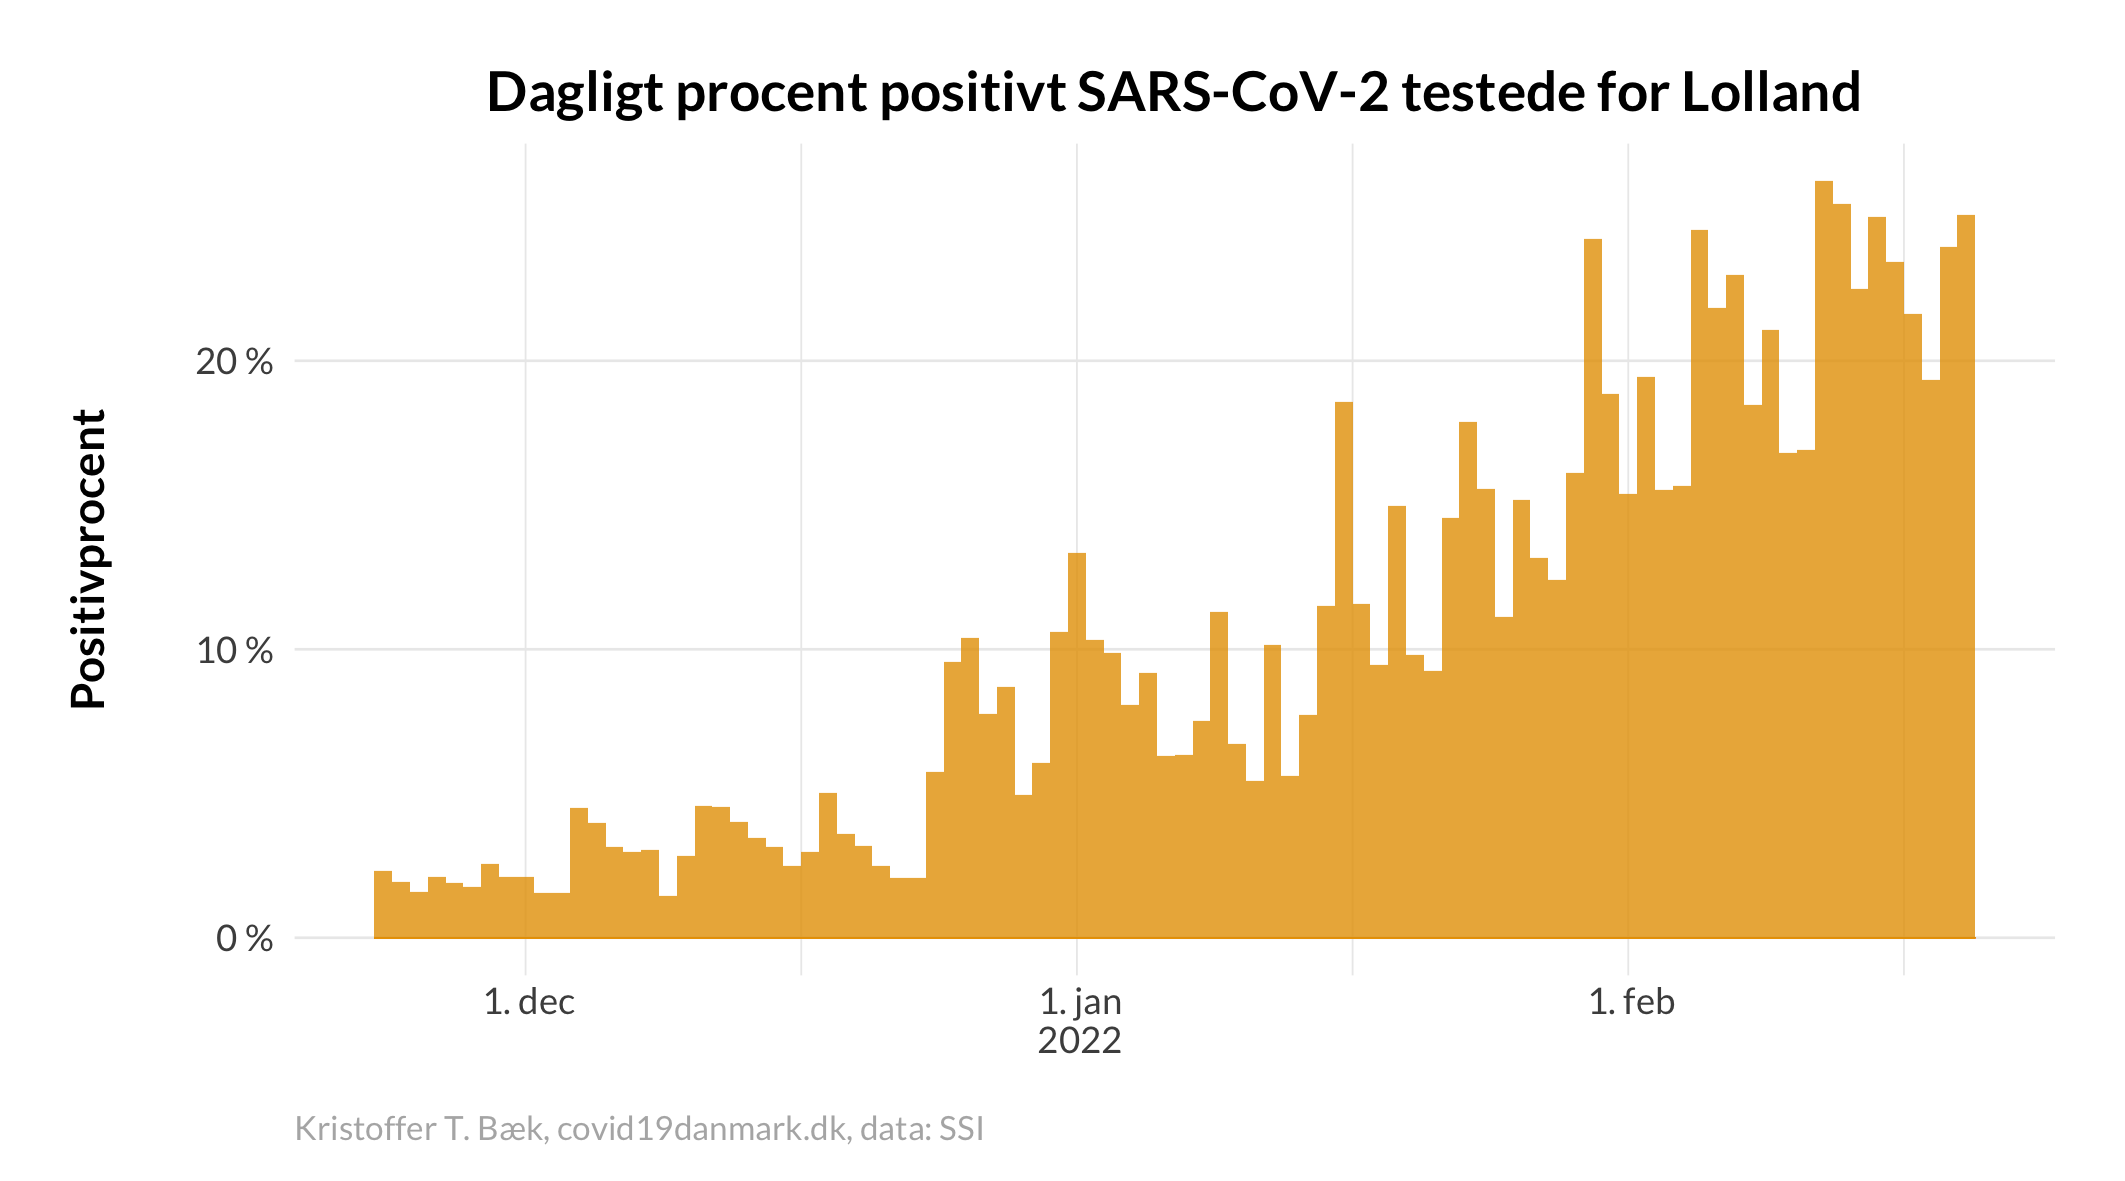 Dagligt procent positivt SARS-CoV-2 testede for Lolland
Positivprocent
20 %
10 %
0 %
1. dec
1. jan
2022
1. feb
Kristoffer T. Bæk, covid19danmark.dk, data: SSI